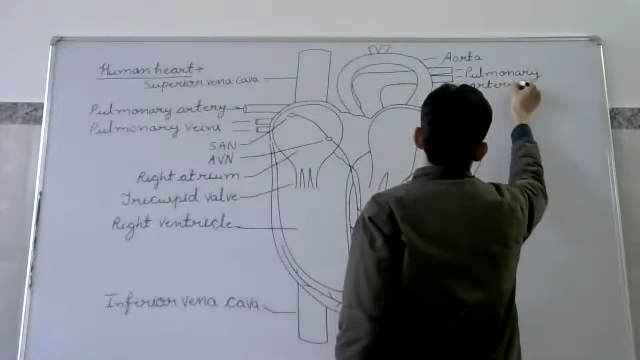 Human heart→
Superior vena cava
Pulmonary artery
Pulmonary veins
SAN
AVN
Right atrium
Tricuspid valve
Right ventricle
Inferior vena cava
Aorta
Pulmonary